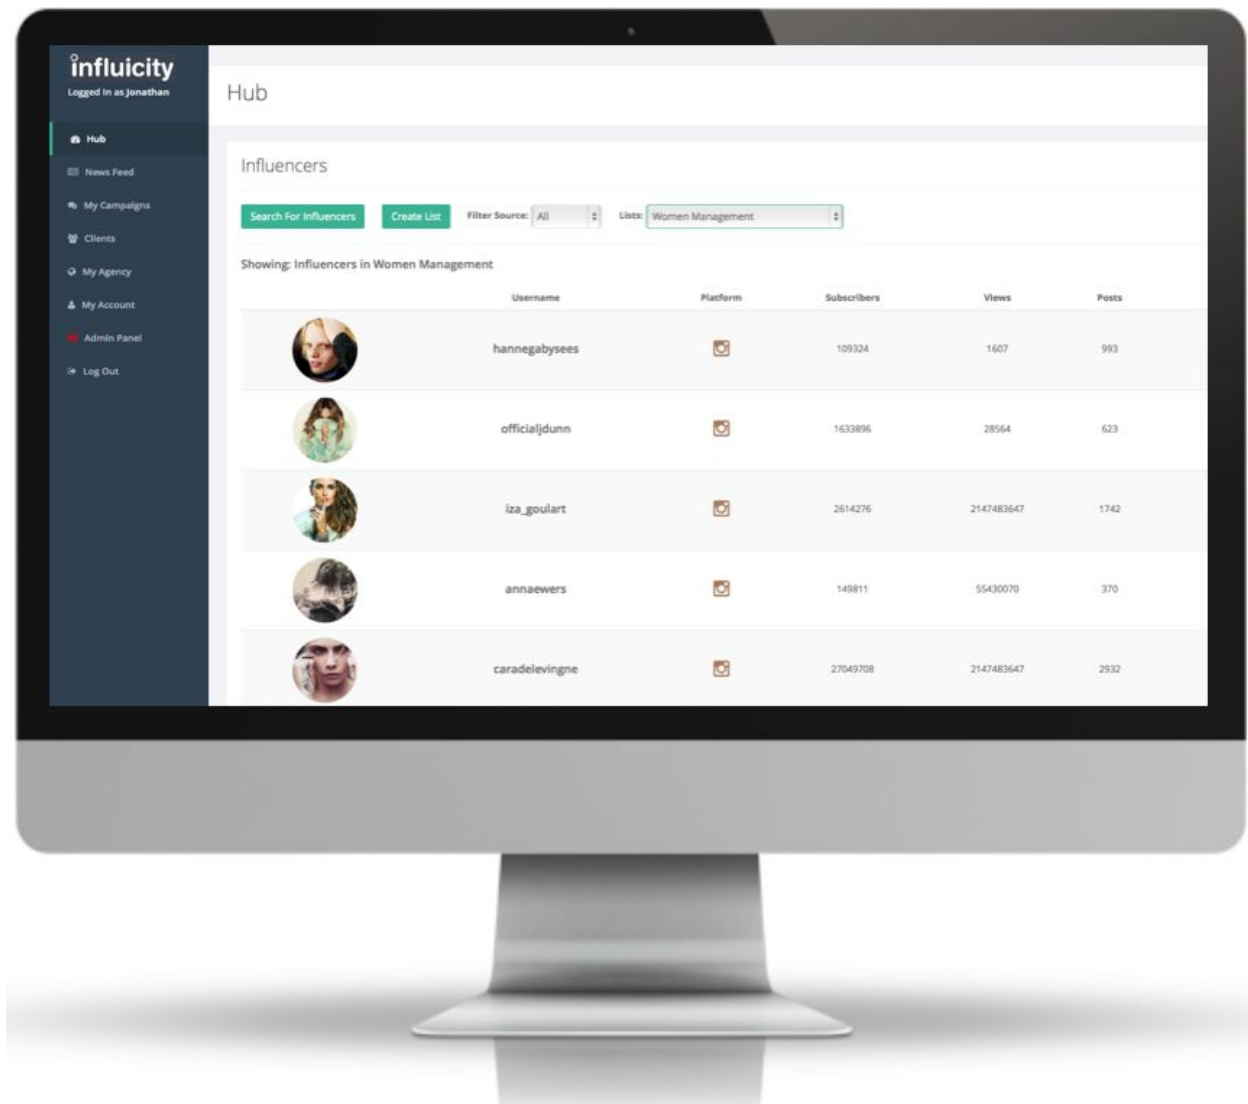 influicity
Logged in as Jonathan
Hub
News Feed
My Campaigns
Clients
My Agency
My Account
Admin Panel
Log Out
Hub
Influencers
Search For Influencers Create List Filter Source: All Lists: Women Management
Showing: Influencers in Women Management
Username Platform Subscribers Views Posts
hannegabysees 109324 1607 993
officialjdunn 1633896 28564 623
iza_goulart 2614276 2147483647 1742
annaewers 149811 55430070 370
caradelevingne 27049708 2147483647 2932